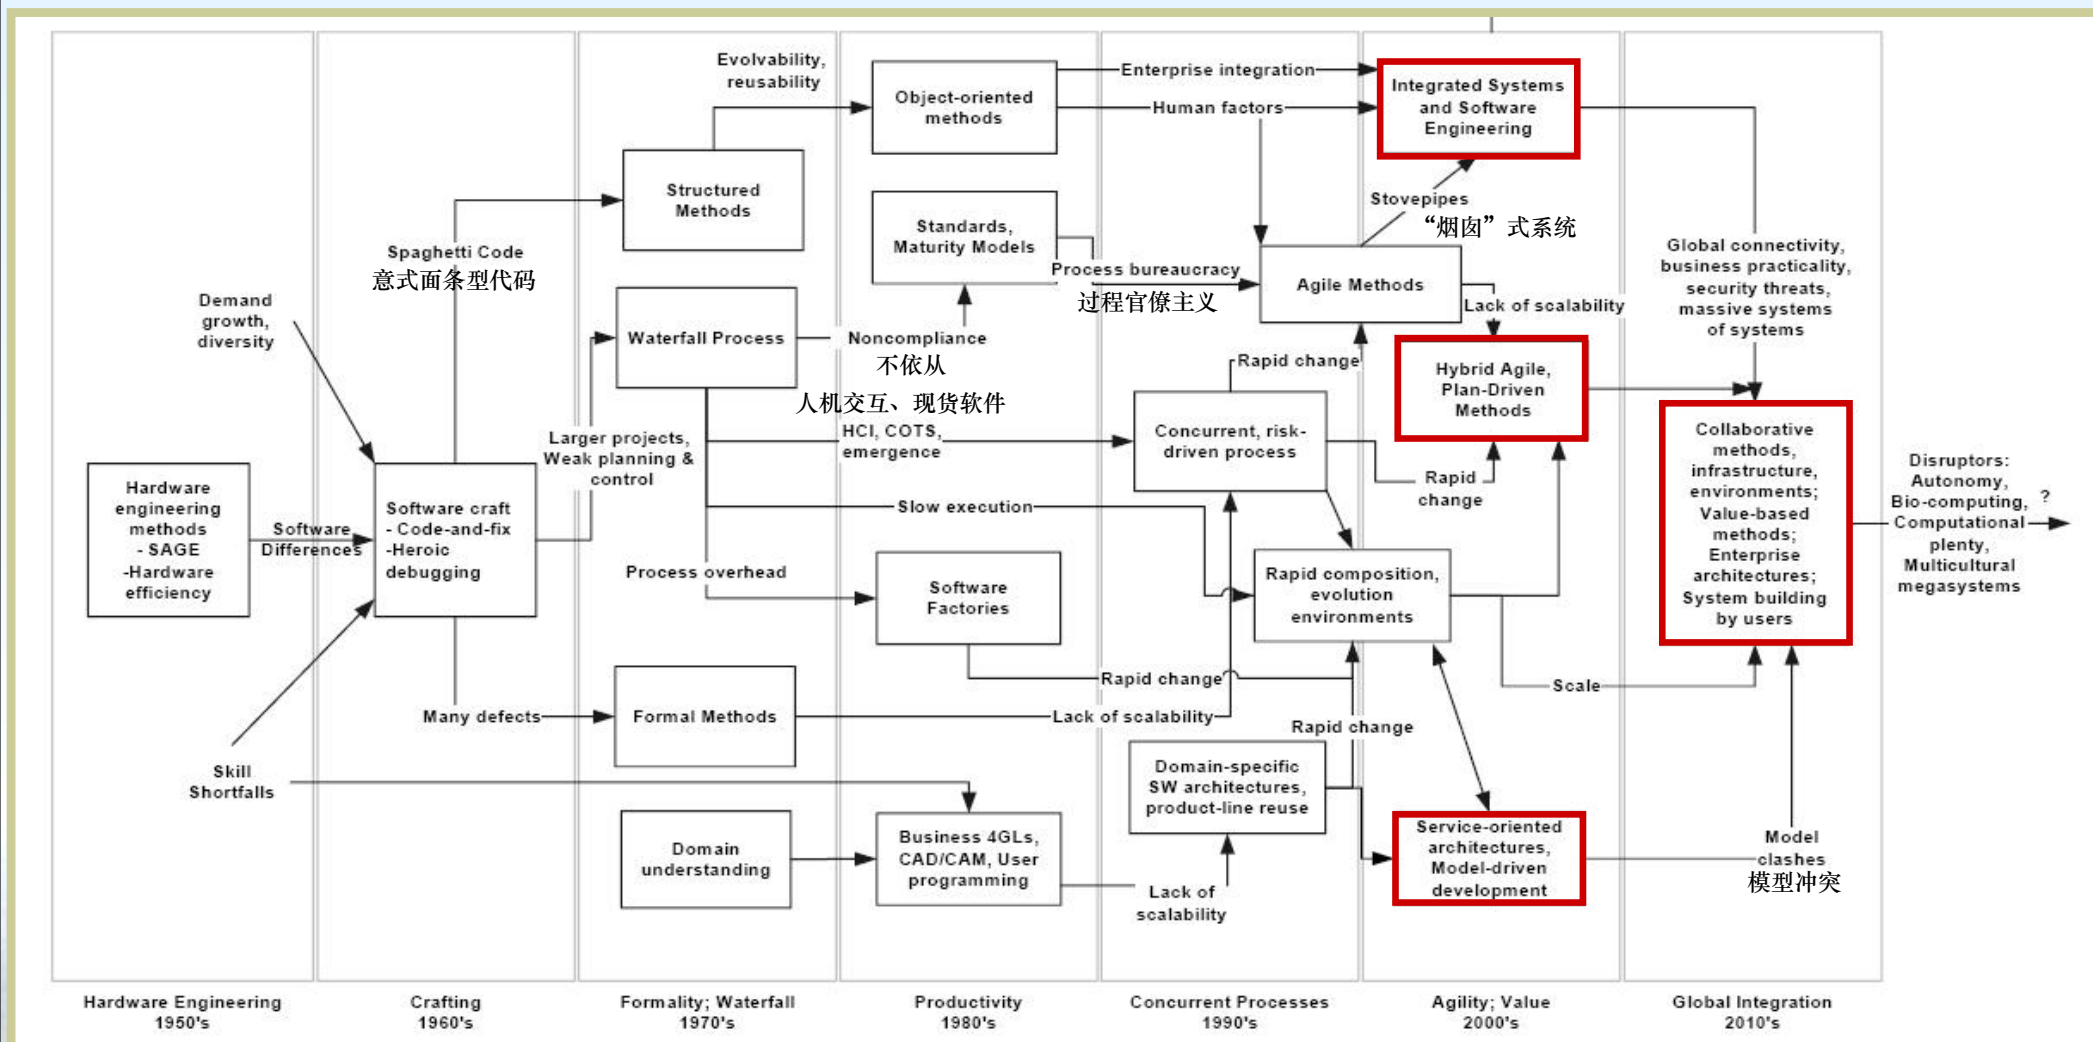 Hardware
engineering
methods
- SAGE
-Hardware
efficiency
Hardware Engineering
1950's
Demand
growth,
diversity
Software
Differences
Skill
Shortfalls
Spaghetti Code
意式面条型代码
Software craft
- Code-and-fix
-Heroic
debugging
Many defects
Crafting
1960's
Larger projects,
Weak planning &
control
Structured
Methods
Waterfall Process
Process overhead
Formal Methods
Domain
understanding
Formality; Waterfall
1970's
Evolvability,
reusability
Object-oriented
methods
Standards,
Maturity Models
Noncompliance
不依从
人机交互、现货软件
HCI, COTS,
emergence
Slow execution
Software
Factories
Business 4GLs,
CAD/CAM, User
programming
Productivity
1980's
Enterprise integration
Human factors
Process bureaucracy
过程官僚主义
Agile Methods
Rapid change
Concurrent, risk-
driven process
Rapid composition,
evolution
environments
Rapid change
Lack of scalability
Rapid change
Domain-specific
SW architectures,
product-line reuse
Lack of
scalability
Concurrent Processes
1990's
Integrated Systems
and Software
Engineering
Stovepipes
“烟囱”式系统
Lack of scalability
Hybrid Agile,
Plan-Driven
Methods
Rapid
change
Scale
Service-oriented
architectures,
Model-driven
development
Agility; Value
2000's
Global connectivity,
business practicality,
security threats,
massive systems
of systems
Collaborative
methods,
infrastructure,
environments;
Value-based
methods;
Enterprise
architectures;
System building
by users
Model
clashes
模型冲突
Global Integration
2010's
Disruptors:
Autonomy,
Bio-computing,
Computational
plenty,
Multicultural
megasystems
?